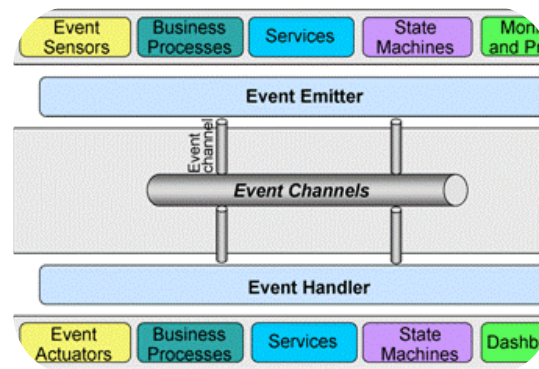 Event
Sensors
Business
Processes
Services
State
Machines
and
Event Emitter
Event
channel
Event Channels
Event Handler
Event
Actuators
Business
Processes
Services
State
Machines